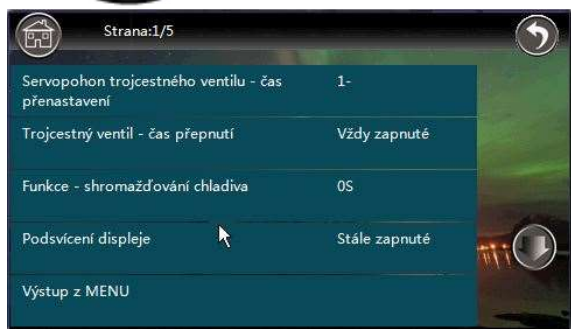 Strana:1/5
Servopohon trojcestného ventilu - čas
přenastavení
1-
Trojcestný ventil - čas přepnutí
Vždy zapnuté
Funkce - shromažďování chladiva
0S
Podsvícení displeje
Stále zapnuté
Výstup z MENU